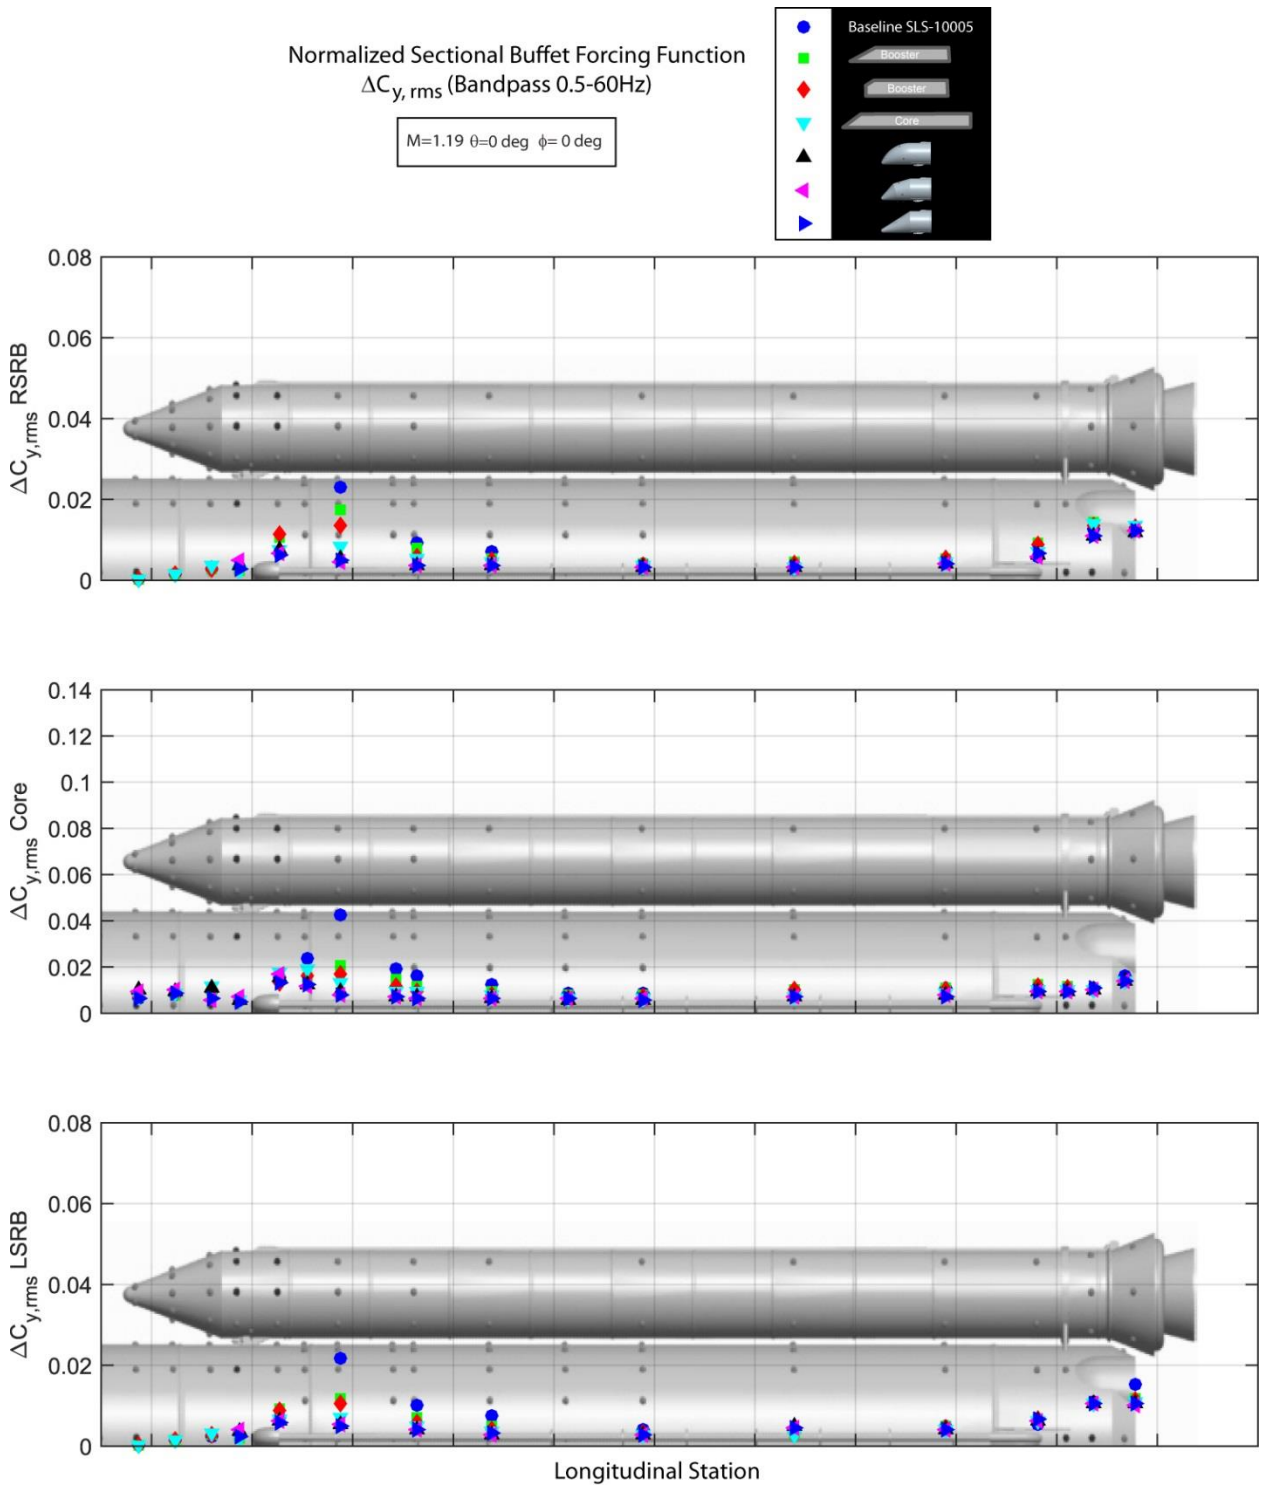 Baseline SLS-10005
Booster
Booster
Core
Normalized Sectional Buffet Forcing Function
ΔCy, rms (Bandpass 0.5-60Hz)
M=1.19 θ=0 deg ϕ= 0 deg
0.08
0.06
0.04
0.02
0
ΔCy,rms RSRB
0.14
0.12
0.1
0.08
0.06
0.04
0.02
0
ΔCy,rms Core
0.08
0.06
0.04
0.02
0
ΔCy,rms LSRB
Longitudinal Station